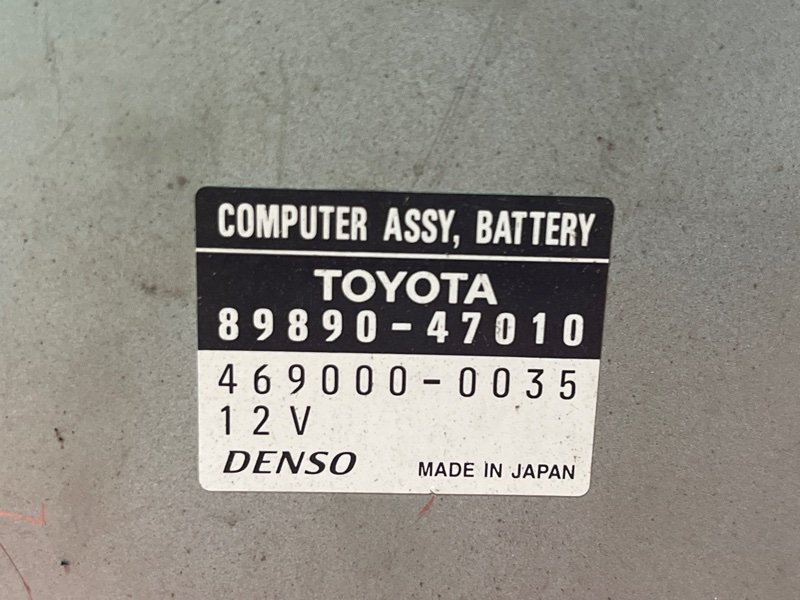 COMPUTER ASSY, BATTERY
TOYOTA
89890-47010
469000-0035
12V
DENSO MADE IN JAPAN